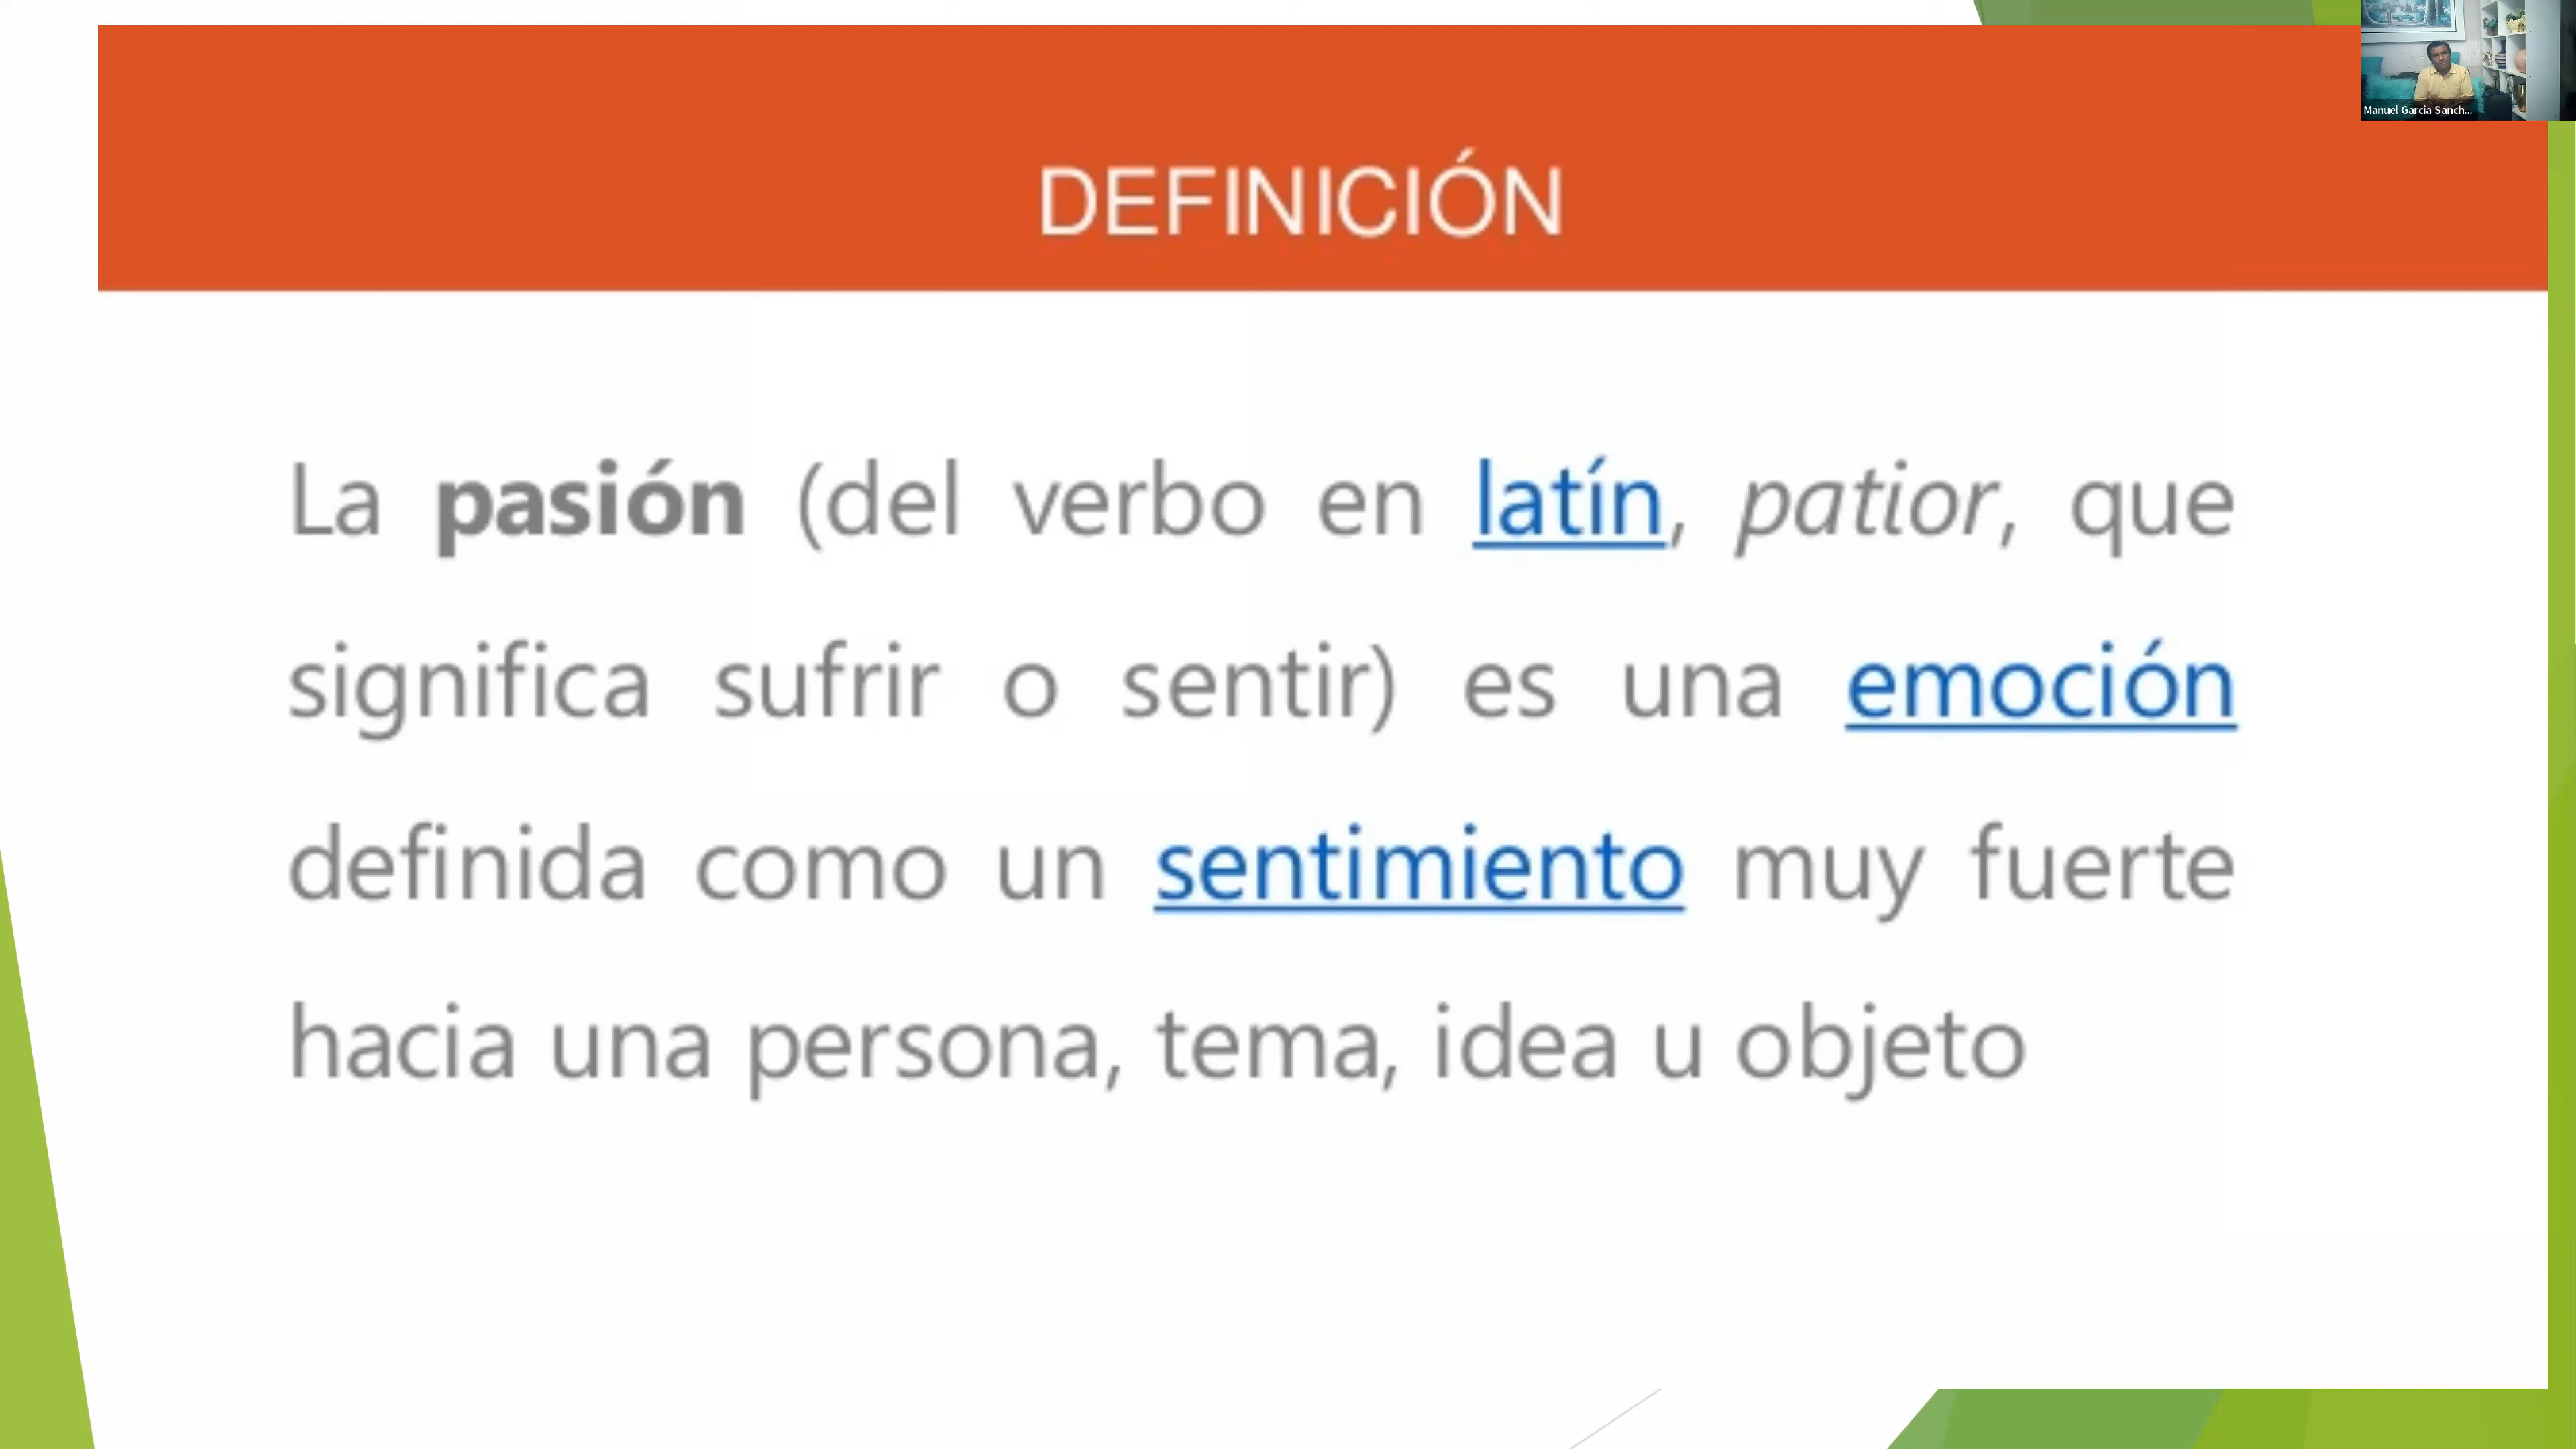 Manuel Garcia Sanch...
DEFINICIÓN
La pasión (del verbo en latín, patior, que
significa sufrir o sentir) es una emoción
definida como un sentimiento muy fuerte
hacia una persona, tema, idea u objeto